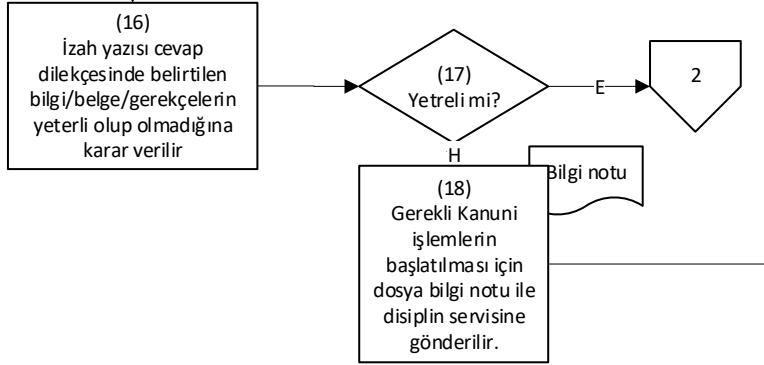 (16)
İzah yazısı cevap
dilekçesinde belirtilen
bilgi/belge/gerekçelerin
yeterli olup olmadığına
karar verilir
(17)
Yetreli mi?
E
2
H
Bilgi notu
(18)
Gerekli Kanuni
işlemlerin
başlatılması için
dosya bilgi notu ile
disiplin servisine
gönderilir.